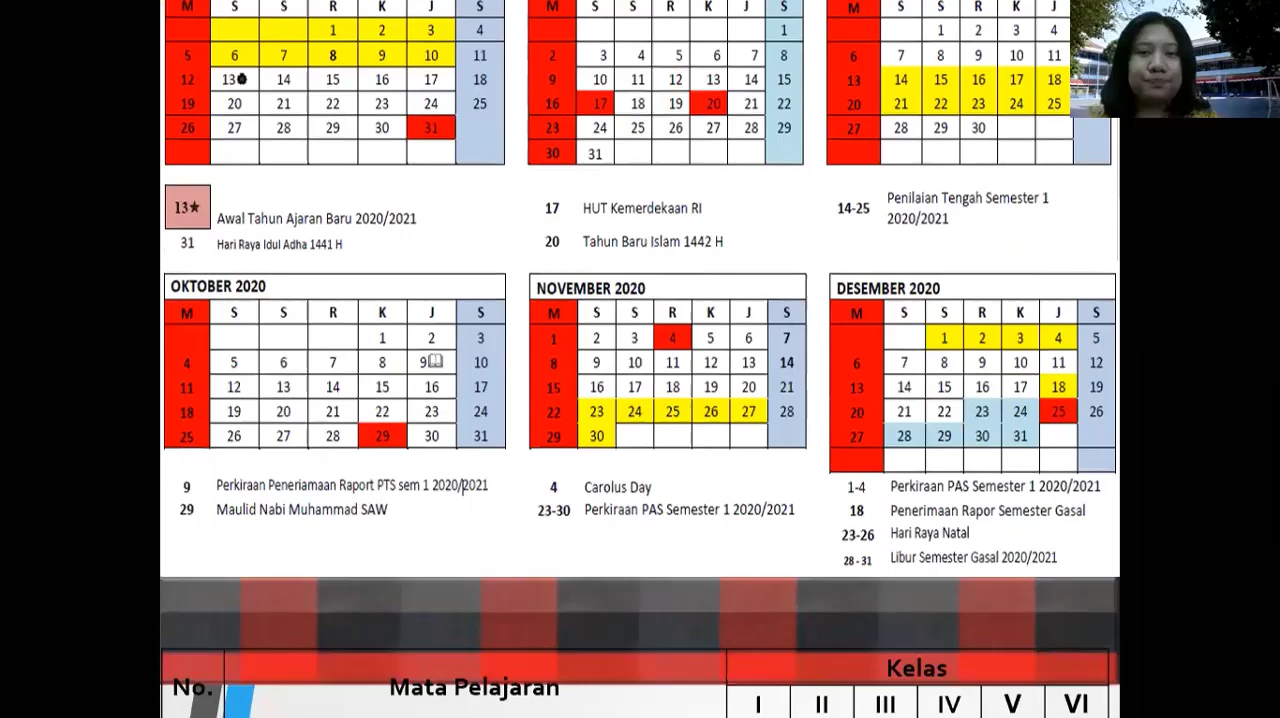 M S S R K J S
1 2 3 4
5 6 7 8 9 10 11
12 13 14 15 16 17 18
19 20 21 22 23 24 25
26 27 28 29 30 31
13★ Awal Tahun Ajaran Baru 2020/2021
31 Hari Raya Idul Adha 1441 H
M S S R K J S
1
2 3 4 5 6 7 8
9 10 11 12 13 14 15
16 17 18 19 20 21 22
23 24 25 26 27 28 29
30 31
17 HUT Kemerdekaan RI
20 Tahun Baru Islam 1442 H
M S S R K J
1 2 3 4
6 7 8 9 10 11
13 14 15 16 17 18
20 21 22 23 24 25
27 28 29 30
14-25 Penilaian Tengah Semester 1
2020/2021
OKTOBER 2020
M S S R K J S
1 2 3
4 5 6 7 8 9 10
11 12 13 14 15 16 17
18 19 20 21 22 23 24
25 26 27 28 29 30 31
9 Perkiraan Peneriamaan Raport PTS sem 1 2020/2021
29 Maulid Nabi Muhammad SAW
NOVEMBER 2020
M S S R K J S
1 2 3 4 5 6 7
8 9 10 11 12 13 14
15 16 17 18 19 20 21
22 23 24 25 26 27 28
29 30
4 Carolus Day
23-30 Perkiraan PAS Semester 1 2020/2021
DESEMBER 2020
M S S R K J S
1 2 3 4 5
6 7 8 9 10 11 12
13 14 15 16 17 18 19
20 21 22 23 24 25 26
27 28 29 30 31
1-4 Perkiraan PAS Semester 1 2020/2021
18 Penerimaan Rapor Semester Gasal
23-26 Hari Raya Natal
28 - 31 Libur Semester Gasal 2020/2021
No. Mata Pelajaran Kelas
I II III IV V VI